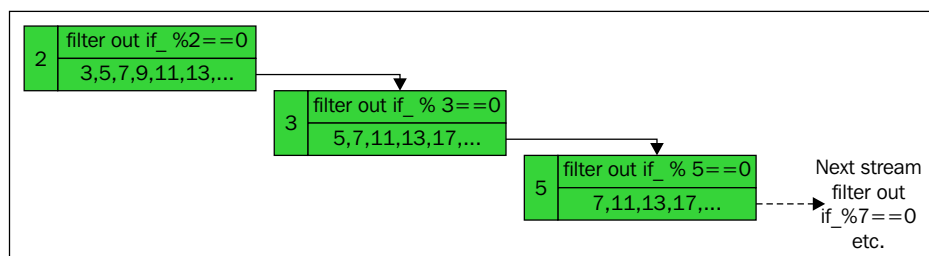 2
filter out if_ %2==0
3,5,7,9,11,13,...
3
filter out if_ % 3==0
5,7,11,13,17,...
5
filter out if_ % 5==0
7,11,13,17,...
Next stream
filter out
if_%7==0
etc.